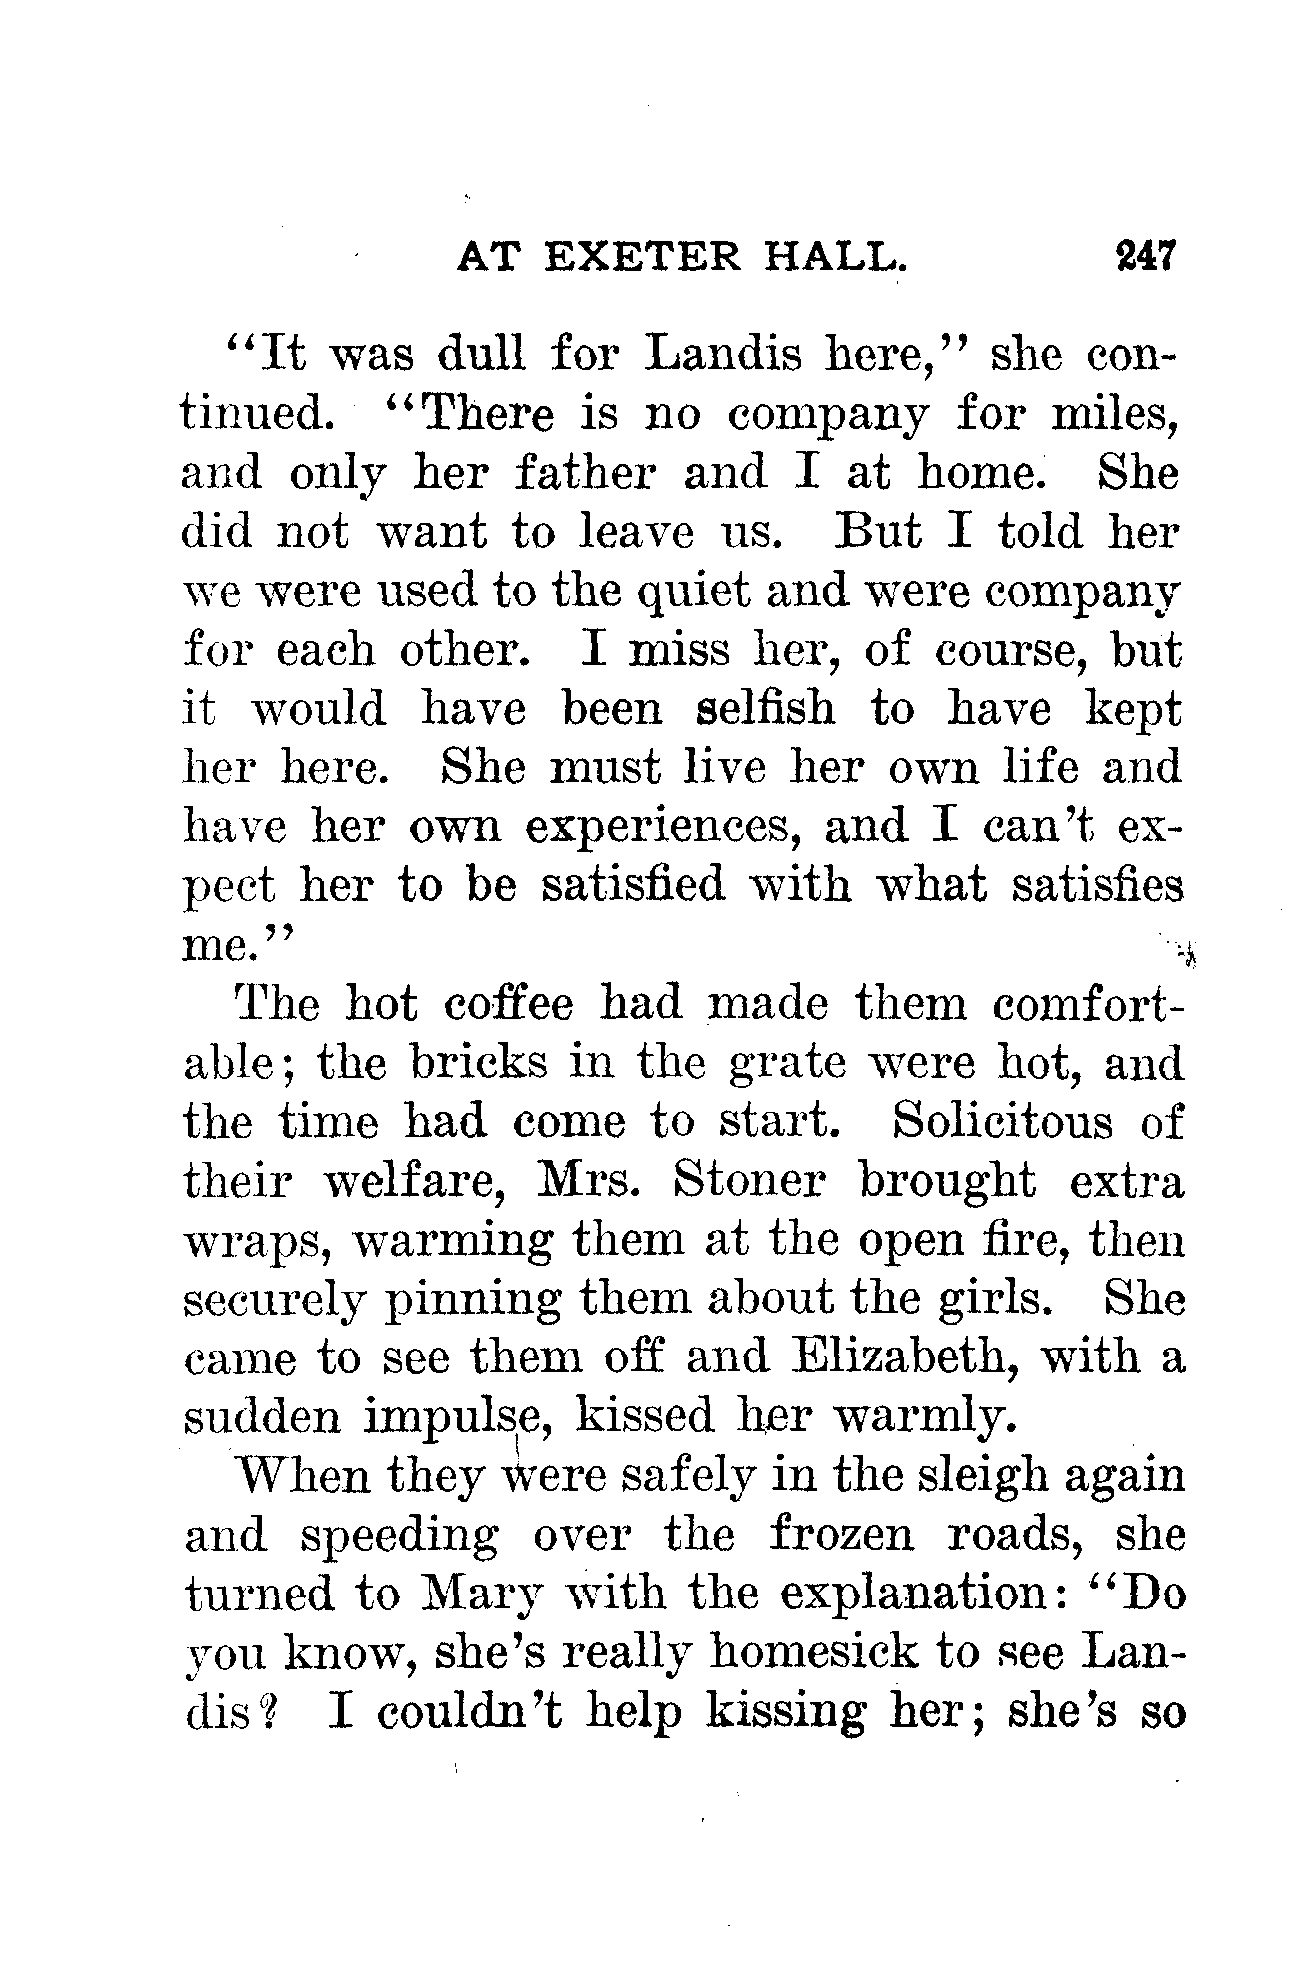 AT EXETER HALL. 247
“It was dull for Landis here,” she con-
tinued. “There is no company for miles,
and only her father and I at home. She
did not want to leave us. But I told her
we were used to the quiet and were company
for each other. I miss her, of course, but
it would have been selfish to have kept
her here. She must live her own life and
have her own experiences, and I can’t ex-
pect her to be satisfied with what satisfies
me.”
The hot coffee had made them comfort-
able; the bricks in the grate were hot, and
the time had come to start. Solicitous of
their welfare, Mrs. Stoner brought extra
wraps, warming them at the open fire, then
securely pinning them about the girls. She
came to see them off and Elizabeth, with a
sudden impulse, kissed her warmly.
When they were safely in the sleigh again
and speeding over the frozen roads, she
turned to Mary with the explanation: “Do
you know, she’s really homesick to see Lan-
dis? I couldn’t help kissing her; she’s so